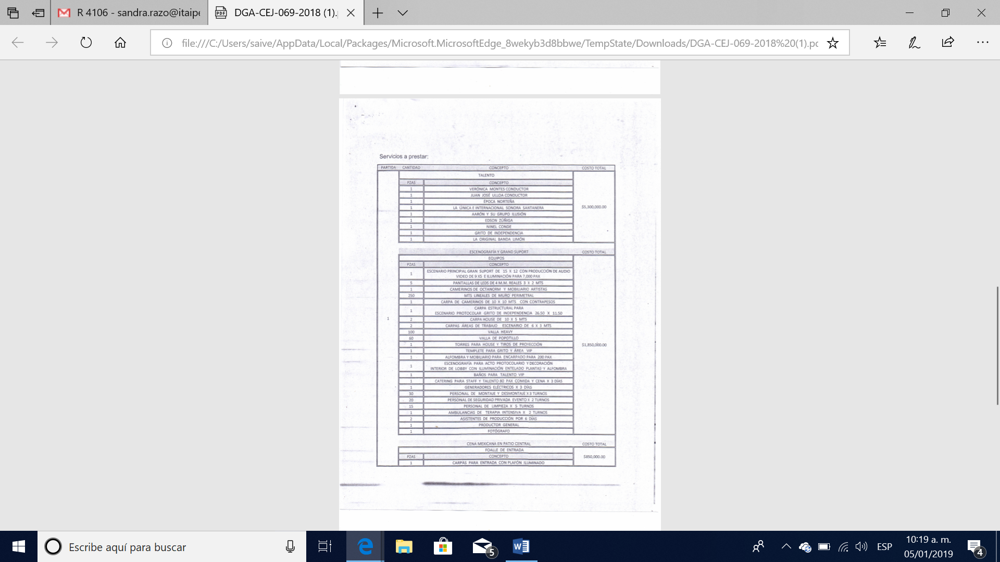 R 4106 - sandra.razo@itaipe
DGA-CEJ-069-2018 (1).
file:///C:/Users/saive/AppData/Local/Packages/Microsoft.MicrosoftEdge_8wekyb3d8bbwe/TempState/Downloads/DGA-CEJ-069-2018%20(1).pc
Servicios a prestar:
PARTIDA CANTIDAD CONCEPTO COSTO TOTAL
TALENTO
PZAS CONCEPTO
1 VERÓNICA MONTES CONDUCTOR
1 JUAN JOSÉ ULLOA CONDUCTOR
1 ÉPOCA NORTEÑA
1 LA ÚNICA E INTERNACIONAL SONORA SANTANERA $5,300,000.00
1 AARÓN Y SU GRUPO ILUSIÓN
1 EDSON ZÚÑIGA
1 NINEL CONDE
1 GRITO DE INDEPENDENCIA
1 LA ORIGINAL BANDA LIMÓN
ESCENOGRAFÍA Y GRAND SUPORT COSTO TOTAL
EQUIPOS
PZAS CONCEPTO
1 ESCENARIO PRINCIPAL GRAN SUPORT DE 15 X 12 CON PRODUCCIÓN DE AUDIO
VIDEO DE 9 X5 E ILUMINACIÓN PARA 7,000 PAX
5 PANTALLAS DE LEDS DE 4 M.M. REALES 3 X 2 MTS
1 CAMERINOS DE OCTANORM Y MOBILIARIO ARTISTAS
250 MTS LINEALES DE MURO PERIMETRAL
1 CARPA DE CAMERINOS DE 10 X 10 MTS CON CONTRAPESOS
1 CARPA ESTRUCTURAL PARA
ESCENARIO PROTOCOLAR GRITO DE INDEPENDENCIA 26.50 X 11.50
1
2 CARPA HOUSE DE 10 X 5 MTS
2 CARPAS ÁREAS DE TRABAJO ESCENARIO DE 6 X 3 MTS
100 VALLA HEAVY
60 VALLA DE POPOTILLO
1 TORRES PARA HOUSE Y TIROS DE PROYECCIÓN $1,850,000.00
1 TEMPLETE PARA GRITO Y ÁREA VIP
1 ALFOMBRA Y MOBILIARIO PARA ENCARPADO PARA 200 PAX
1 ESCENOGRAFÍA PARA ACTO PROTOCOLARIO Y DECORACIÓN
INTERIOR DE LOBBY CON ILUMINACIÓN ENTELADO PLANTAS Y ALFOMBRA
1 BAÑOS PARA TALENTO VIP
1 CATERING PARA STAFF Y TALENTO 80 PAX COMIDA Y CENA X 3 DÍAS
1 GENERADORES ELÉCTRICOS X 3 DÍAS
30 PERSONAL DE MONTAJE Y DESMONTAJE X 3 TURNOS
20 PERSONAL DE SEGURIDAD PRIVADA EVENTO X 2 TURNOS
15 PERSONAL DE LIMPIEZA X 5 TURNOS
1 AMBULANCIAS DE TERAPIA INTENSIVA X 2 TURNOS
2 ASISTENTES DE PRODUCCIÓN POR 6 DÍAS
1 PRODUCTOR GENERAL
1 FOTÓGRAFO
CENA MEXICANA EN PATIO CENTRAL COSTO TOTAL
FOALLE DE ENTRADA
PZAS CONCEPTO $850,000.00
1 CARPAS PARA ENTRADA CON PLAFÓN ILUMINADO
Escribe aquí para buscar
5
ESP
10:19 a. m.
05/01/2019
4